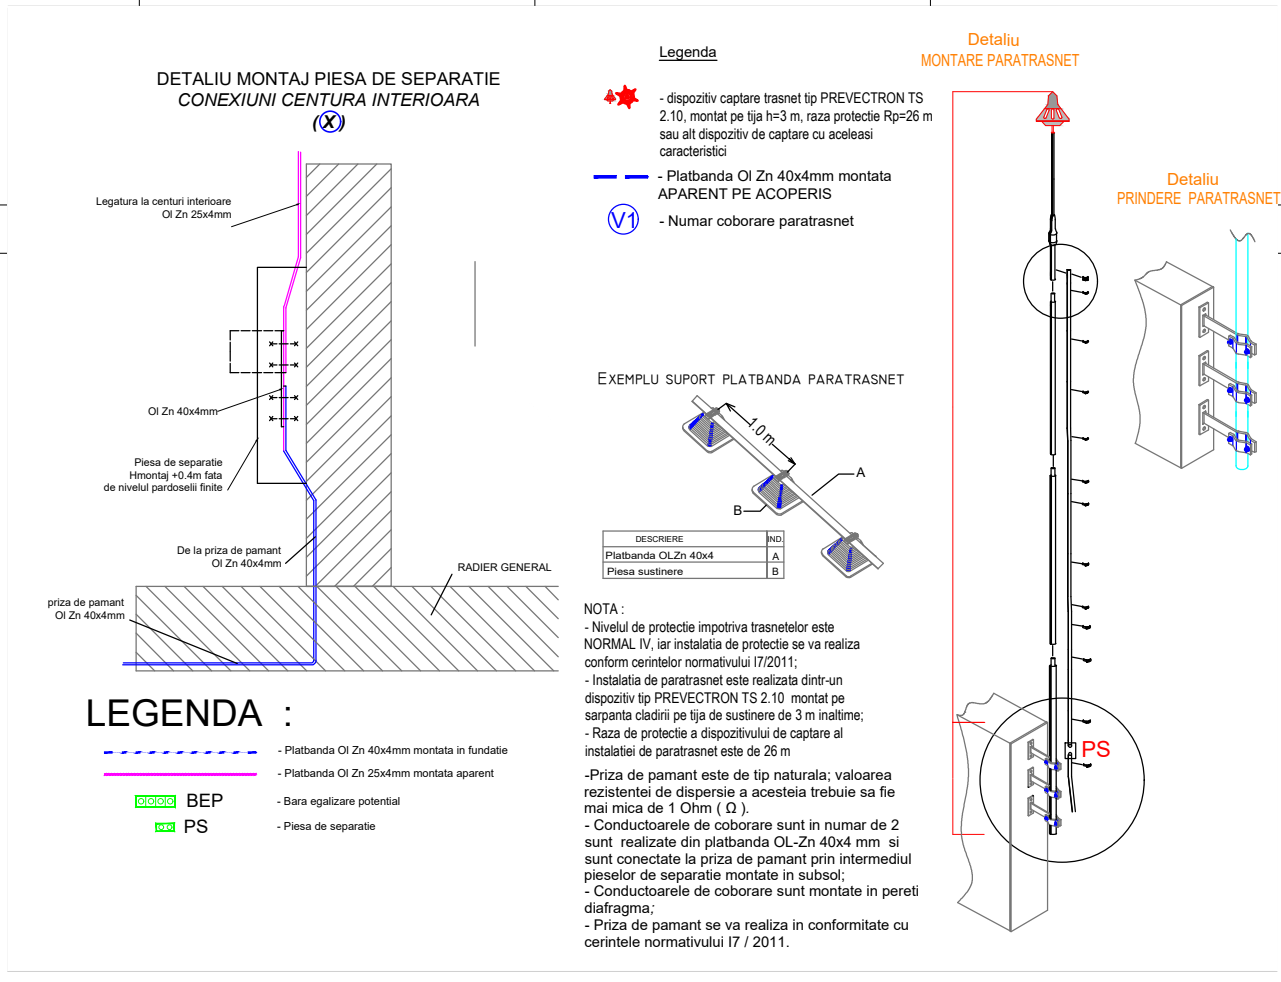 DETALIU MONTAJ PIESA DE SEPARATIE
CONEXIUNI CENTURA INTERIOARA
(X)
Legatura la centuri interioare
Ol Zn 25x4mm
Ol Zn 40x4mm
Piesa de separatie
Hmontaj +0.4m fata
de nivelul pardoselii finite
De la priza de pamant
Ol Zn 40x4mm
RADIER GENERAL
priza de pamant
Ol Zn 40x4mm
LEGENDA :
- Platbanda Ol Zn 40x4mm montata in fundatie
- Platbanda Ol Zn 25x4mm montata aparent
BEP - Bara egalizare potential
PS - Piesa de separatie
Legenda
- dispozitiv captare trasnet tip PREVECTRON TS
2.10, montat pe tija h=3 m, raza protectie Rp=26 m
sau alt dispozitiv de captare cu aceleasi
caracteristici
- Platbanda Ol Zn 40x4mm montata
APARENT PE ACOPERIS
V1 - Numar coborare paratrasnet
EXEMPLU SUPORT PLATBANDA PARATRASNET
1.0 m
A
B
DESCRIERE IND.
Platbanda OLZn 40x4 A
Piesa sustinere B
NOTA :
- Nivelul de protectie impotriva trasnetelor este
NORMAL IV, iar instalatia de protectie se va realiza
conform cerintelor normativului I7/2011;
- Instalatia de paratrasnet este realizata dintr-un
dispozitiv tip PREVECTRON TS 2.10 montat pe
sarpanta cladirii pe tija de sustinere de 3 m inaltime;
- Raza de protectie a dispozitivului de captare al
instalatiei de paratrasnet este de 26 m
-Priza de pamant este de tip naturala; valoarea
rezistentei de dispersie a acesteia trebuie sa fie
mai mica de 1 Ohm ( Ω ).
- Conductoarele de coborare sunt in numar de 2
sunt realizate din platbanda OL-Zn 40x4 mm si
sunt conectate la priza de pamant prin intermediul
pieselor de separatie montate in subsol;
- Conductoarele de coborare sunt montate in pereti
diafragma;
- Priza de pamant se va realiza in conformitate cu
cerintele normativului I7 / 2011.
Detaliu
MONTARE PARATRASNET
PS
Detaliu
PRINDERE PARATRASNET